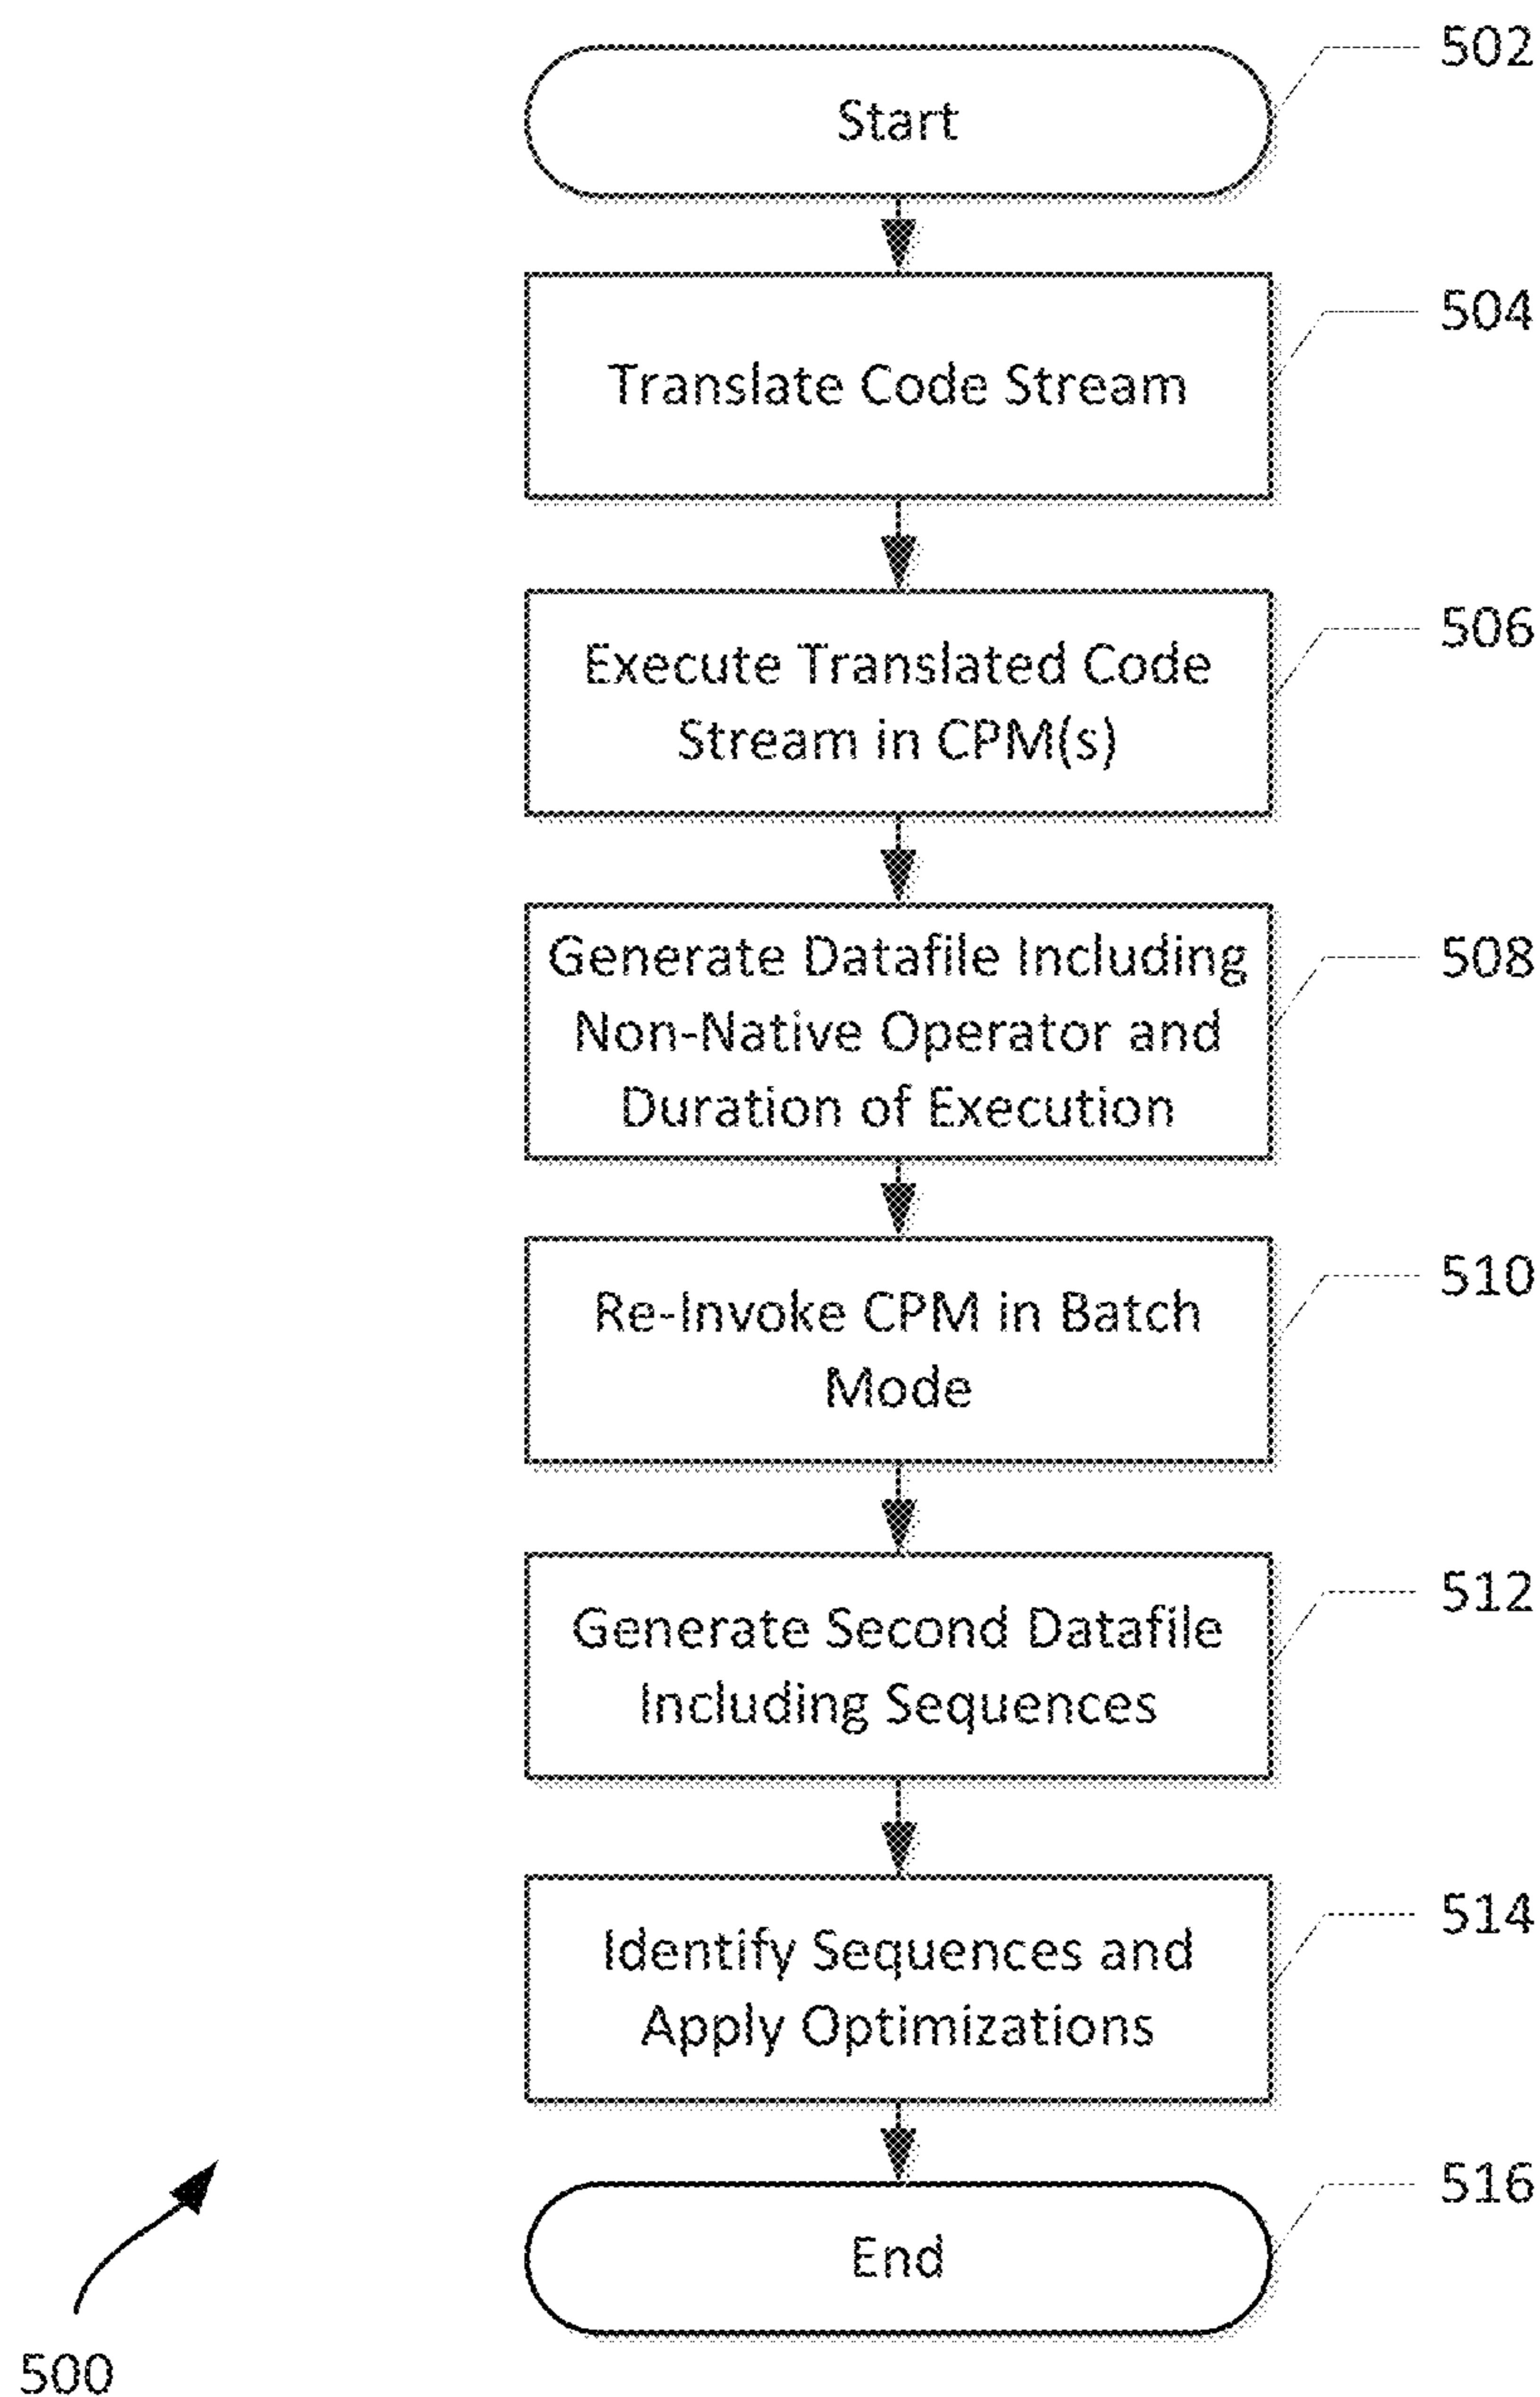 502
Start
504
Translate Code Stream
506
Execute Translated Code
Stream in CPM(s)
508
Generate Datafile Including
Non-Native Operator and
Duration of Execution
510
Re-Invoke CPM in Batch
Mode
512
Generate Second Datafile
Including Sequences
514
Identify Sequences and
Apply Optimizations
516
End
500